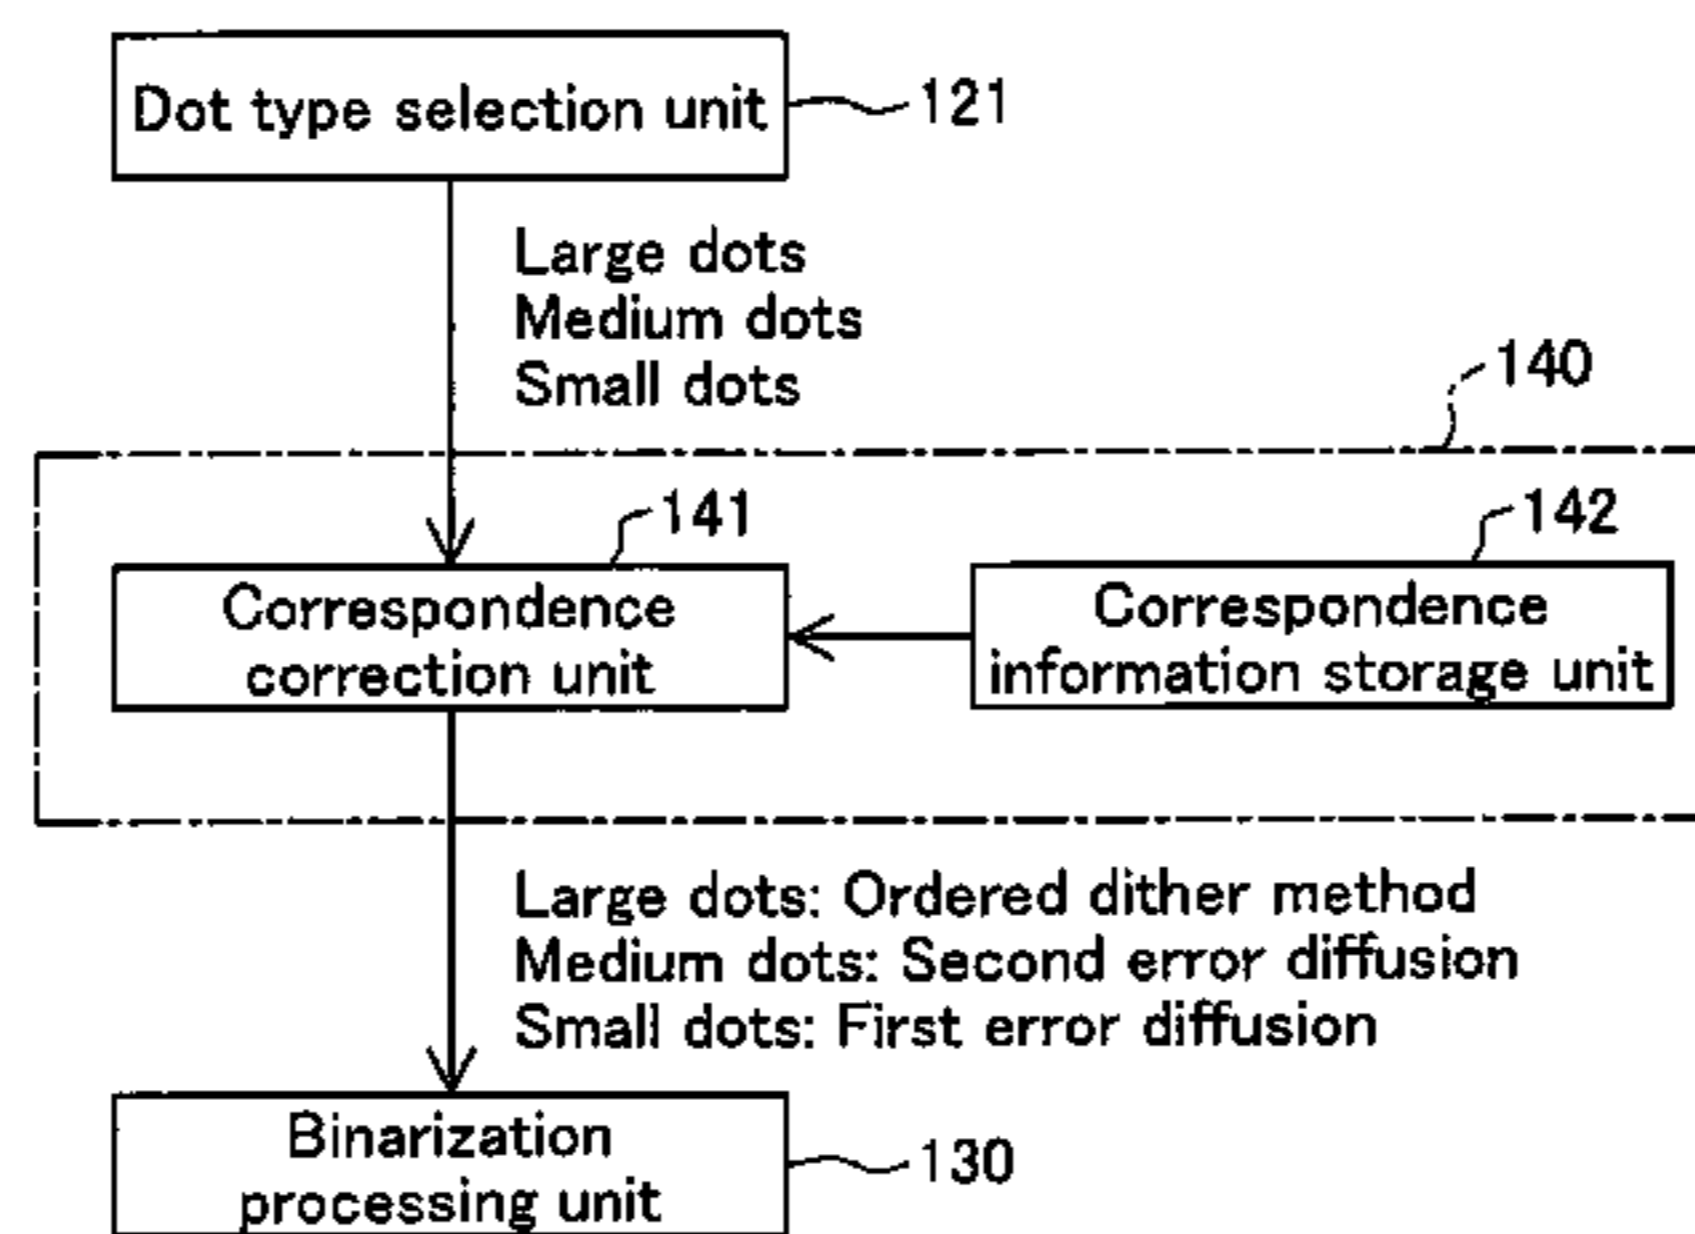 Dot type selection unit
121
Large dots
Medium dots
Small dots
140
141
142
Correspondence
correction unit
Correspondence
information storage unit
Large dots: Ordered dither method
Medium dots: Second error diffusion
Small dots: First error diffusion
Binarization
processing unit
130